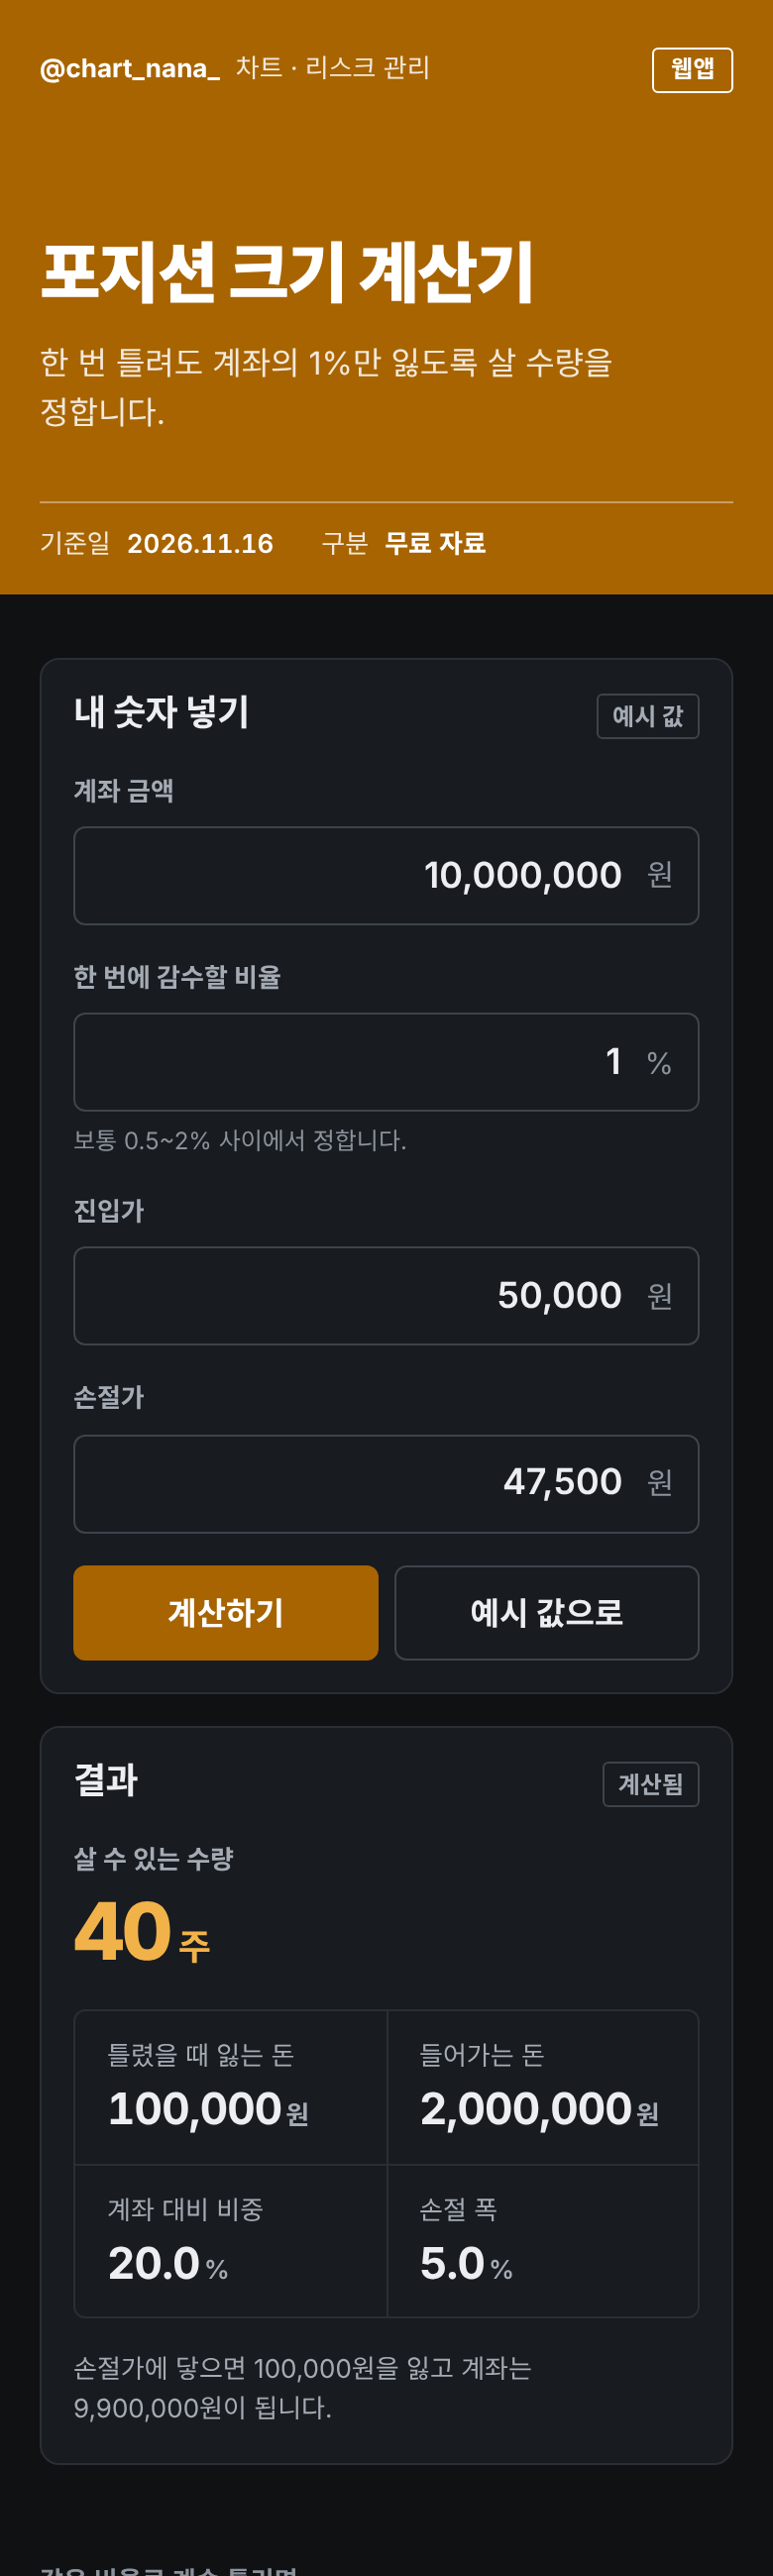 @chart_nana_ 차트 · 리스크 관리
웹앱
포지션 크기 계산기
한 번 틀려도 계좌의 1%만 잃도록 살 수량을
정합니다.
기준일 2026.11.16 구분 무료 자료
내 숫자 넣기
예시 값
계좌 금액
10,000,000 원
한 번에 감수할 비율
1 %
보통 0.5~2% 사이에서 정합니다.
진입가
50,000 원
손절가
47,500 원
계산하기
예시 값으로
결과
계산됨
살 수 있는 수량
40 주
틀렸을 때 잃는 돈
100,000원
들어가는 돈
2,000,000원
계좌 대비 비중
20.0%
손절 폭
5.0%
손절가에 닿으면 100,000원을 잃고 계좌는
9,900,000원이 됩니다.